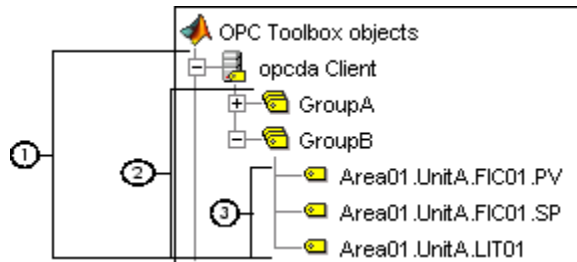 OPC Toolbox objects
opcda Client
GroupA
GroupB
Area01.UnitA.FIC01.PV
Area01.UnitA.FIC01.SP
Area01.UnitA.LIT01
1
2
3